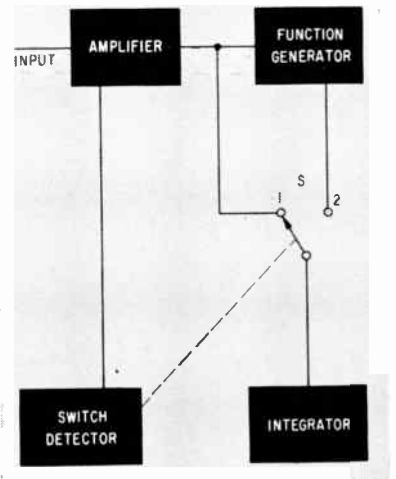 AMPLIFIER
FUNCTION
GENERATOR
INPUT
S
1
2
SWITCH
DETECTOR
INTEGRATOR